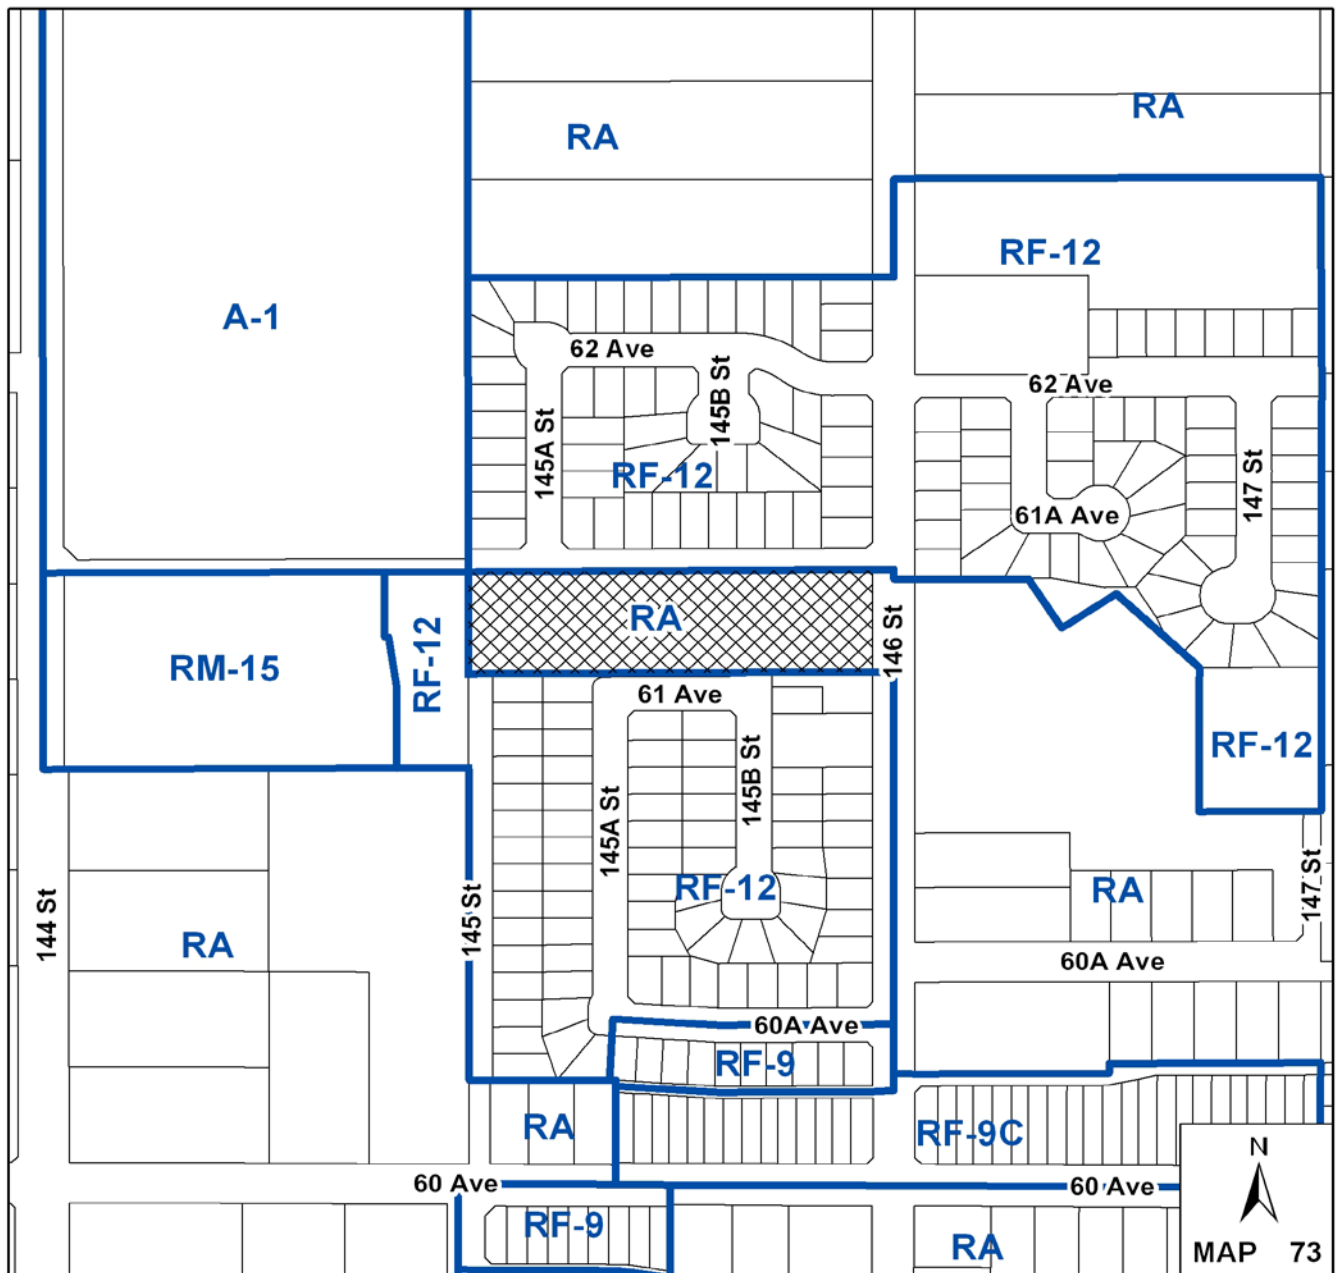 RA
RA
RF-12
A-1
62 Ave
145B St
62 Ave
145A St
RF-12
147 St
61A Ave
RA
146 St
RF-12
RM-15
61 Ave
RF-12
145B St
145A St
RF-12
RA
147 St
145 St
144 St
RA
60A Ave
60A Ave
RF-9
RA
RF-9C
N
60 Ave
60 Ave
RF-9
RA
MAP 73